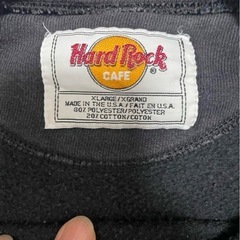 Hard Rock
CAFE ®
XLARGE/XGRAND
MADE IN THE U.S.A./FAIT EN U.S.A.
80% POLYESTER/POLYESTER
20% COTTON/COTON